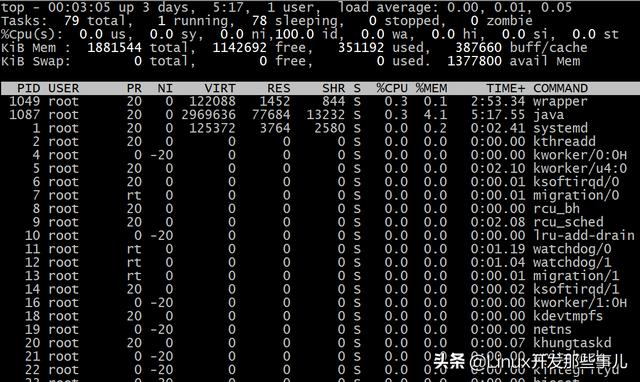 top - 00:03:05 up 3 days,  5:17,  1 user,  load average: 0.00, 0.01, 0.05
Tasks:  79 total,   1 running,  78 sleeping,   0 stopped,   0 zombie
%Cpu(s):  0.0 us,  0.0 sy,  0.0 ni,100.0 id,  0.0 wa,  0.0 hi,  0.0 si,  0.0 st
KiB Mem :  1881544 total,  1142692 free,   351192 used,   387660 buff/cache
KiB Swap:        0 total,        0 free,        0 used.  1377800 avail Mem
PID USER PR NI VIRT RES SHR S %CPU %MEM TIME+ COMMAND
1049 root 20 0 122088 1452 844 S 0.3 0.1 2:53.34 wrapper
1087 root 20 0 2969636 77684 13232 S 0.3 4.1 5:17.55 java
1 root 20 0 125372 3764 2580 S 0.0 0.2 0:02.41 systemd
2 root 20 0 0 0 0 S 0.0 0.0 0:00.00 kthreadd
4 root 0 -20 0 0 0 S 0.0 0.0 0:00.00 kworker/0:0H
5 root 20 0 0 0 0 S 0.0 0.0 0:02.10 kworker/u4:0
6 root 20 0 0 0 0 S 0.0 0.0 0:00.01 ksoftirqd/0
7 root rt 0 0 0 0 S 0.0 0.0 0:00.01 migration/0
8 root 20 0 0 0 0 S 0.0 0.0 0:00.00 rcu_bh
9 root 20 0 0 0 0 S 0.0 0.0 0:02.08 rcu_sched
10 root 0 -20 0 0 0 S 0.0 0.0 0:00.00 lru-add-drain
11 root rt 0 0 0 0 S 0.0 0.0 0:01.19 watchdog/0
12 root rt 0 0 0 0 S 0.0 0.0 0:01.04 watchdog/1
13 root rt 0 0 0 0 S 0.0 0.0 0:00.01 migration/1
14 root 20 0 0 0 0 S 0.0 0.0 0:00.02 ksoftirqd/1
16 root 0 -20 0 0 0 S 0.0 0.0 0:00.00 kworker/1:0H
18 root 20 0 0 0 0 S 0.0 0.0 0:00.00 kdevtmpfs
19 root 0 -20 0 0 0 S 0.0 0.0 0:00.00 netns
20 root 20 0 0 0 0 S 0.0 0.0 0:00.07 khungtaskd
21 root 0 -20 0 0 0 S 0.0
22 root 0 -20 0 0 0 S 0.0 0.0 0:00.00 kintegrityd
头条 @Linux开发那些事儿